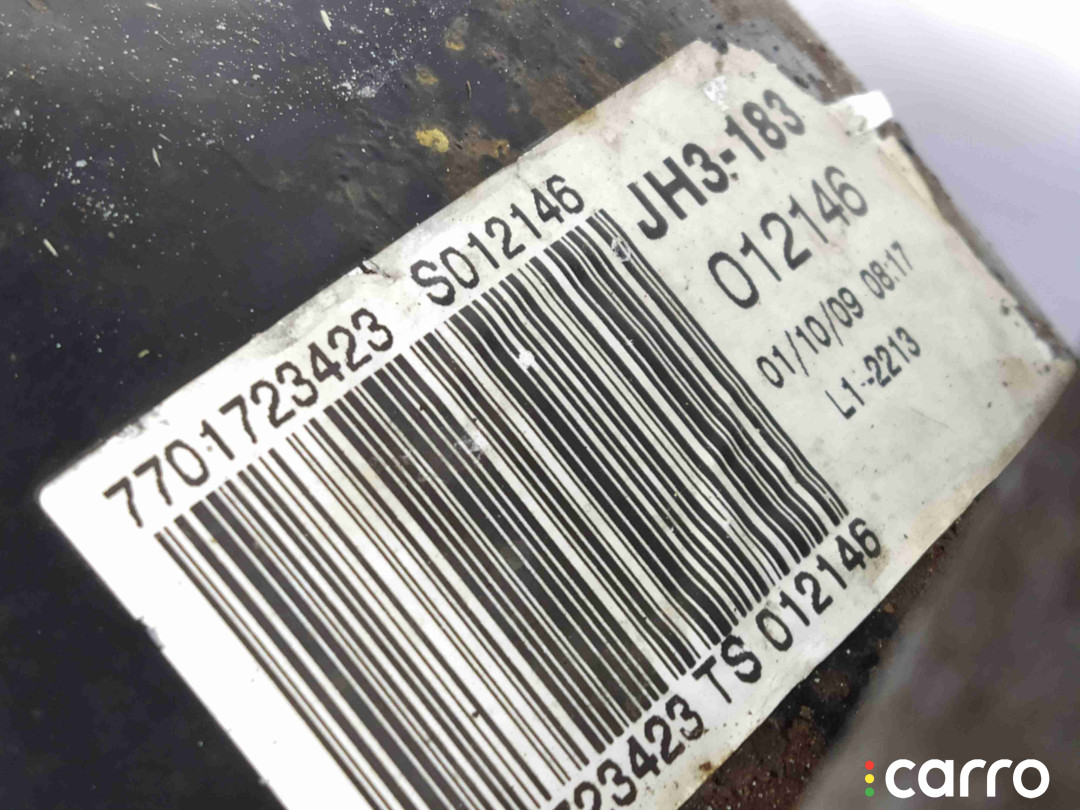 7701723423 S012146
JH3-183
012146
01/10/09 08:17
L1-2213
23423 TS 012146
carro